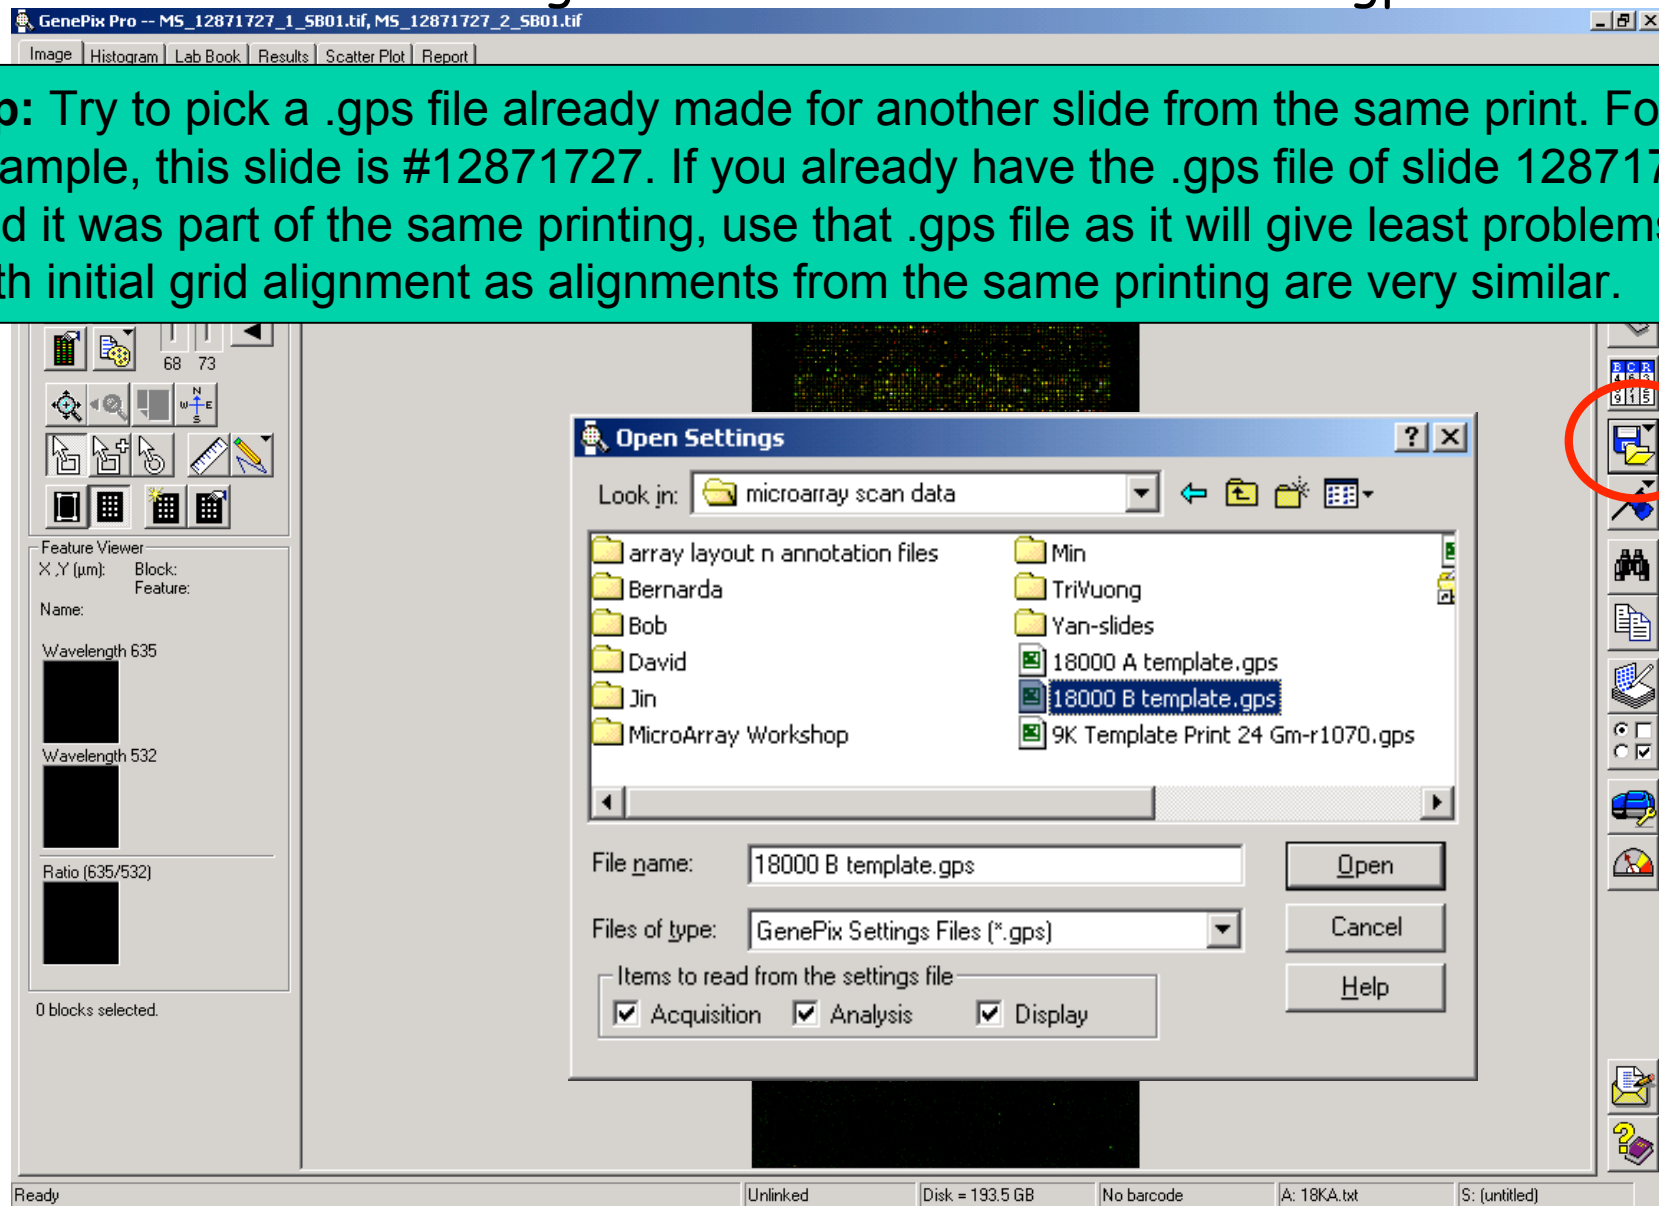 GenePix Pro -- MS_12871727_1_SB01.tif, MS_12871727_2_SB01.tif
Image Histogram Lab Book Results Scatter Plot Report
p: Try to pick a .gps file already made for another slide from the same print. Fo
ample, this slide is #12871727. If you already have the .gps file of slide 128717
d it was part of the same printing, use that .gps file as it will give least problems
th initial grid alignment as alignments from the same printing are very similar.
68 73
N
W E
S
B C R
4 6 3
9 1 5
Feature Viewer
X ,Y (µm): Block:
Feature:
Name:
Wavelength 635
Wavelength 532
Ratio (635/532)
0 blocks selected.
Open Settings
Look in: microarray scan data
array layout n annotation files
Bernarda
Bob
David
Jin
MicroArray Workshop
Min
TriVuong
Yan-slides
18000 A template.gps
18000 B template.gps
9K Template Print 24 Gm-r1070.gps
File name: 18000 B template.gps Open
Files of type: GenePix Settings Files (*.gps) Cancel
Items to read from the settings file
Acquisition Analysis Display
Help
Ready Unlinked Disk = 193.5 GB No barcode A: 18KA.txt S: (untitled)